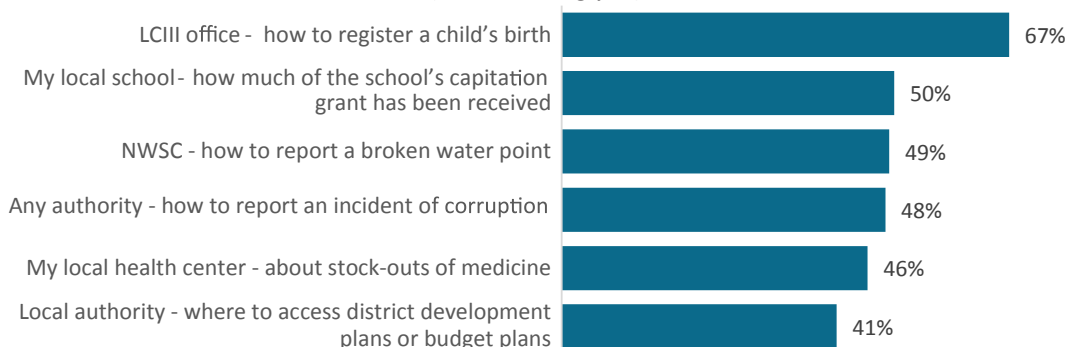 LCIII office - how to register a child's birth
67%
My local school - how much of the school's capitation
grant has been received
50%
NWSC - how to report a broken water point
49%
Any authority - how to report an incident of corruption
48%
My local health center - about stock-outs of medicine
46%
Local authority - where to access district development
plans or budget plans
41%